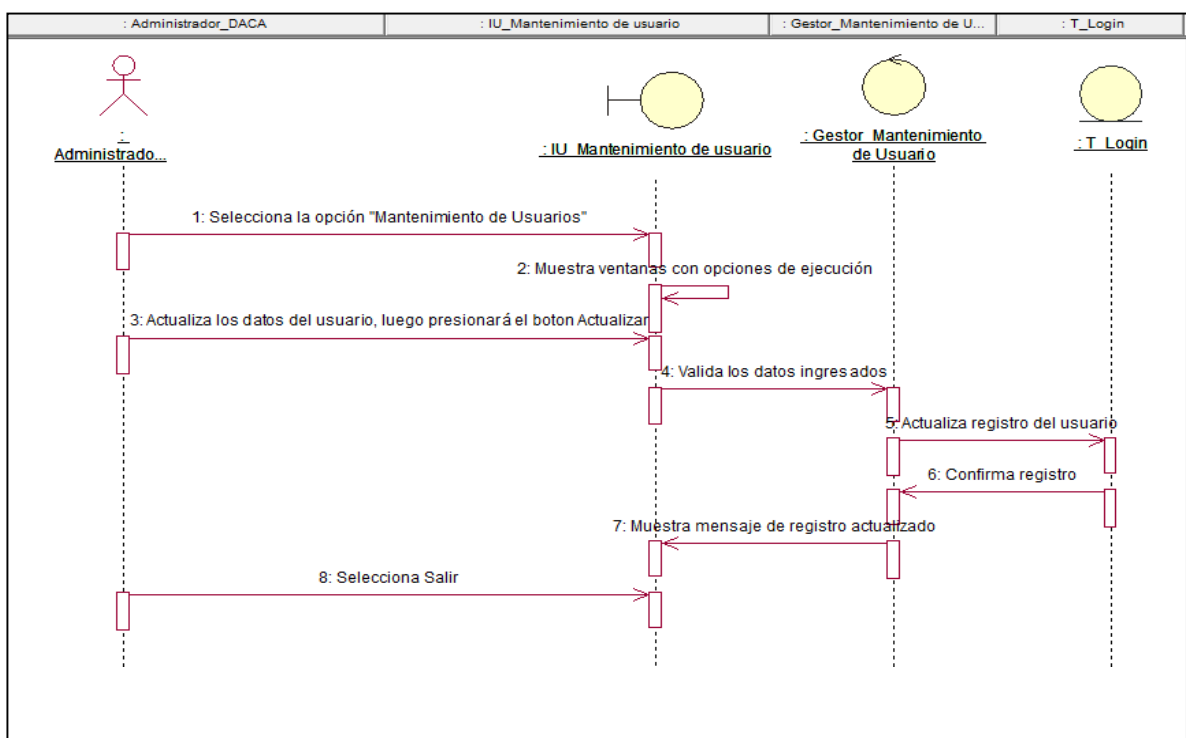 : Administrador_DACA
: IU_Mantenimiento de usuario
: Gestor_Mantenimiento de U...
: T_Login
:
Administrado...
: IU_Mantenimiento de usuario
: Gestor_Mantenimiento
de Usuario
: T_Login
1: Selecciona la opción "Mantenimiento de Usuarios"
2: Muestra ventanas con opciones de ejecución
3: Actualiza los datos del usuario, luego presionará el boton Actualizar
4: Valida los datos ingresados
5: Actualiza registro del usuario
6: Confirma registro
7: Muestra mensaje de registro actualizado
8: Selecciona Salir